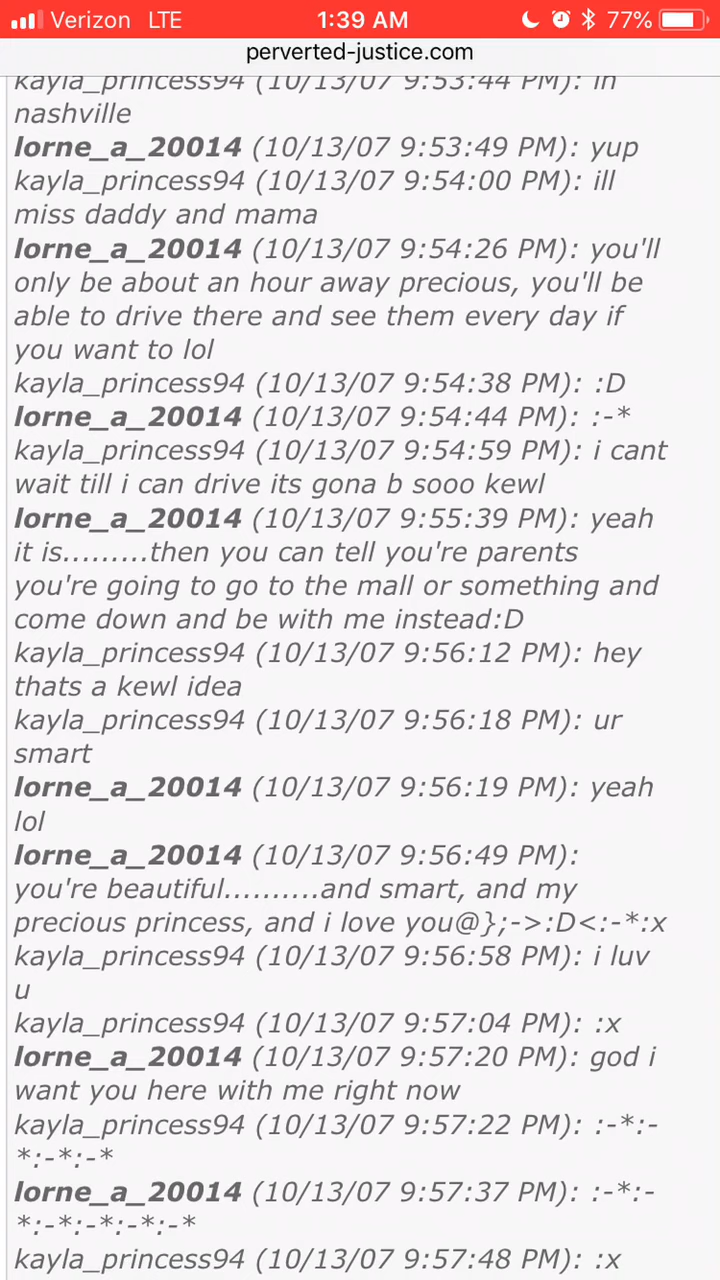 Verizon LTE 1:39 AM 77%
perverted-justice.com
kayla_princess94 (10/13/07 9:53:44 PM): in
nashville
lorne_a_20014 (10/13/07 9:53:49 PM): yup
kayla_princess94 (10/13/07 9:54:00 PM): ill
miss daddy and mama
lorne_a_20014 (10/13/07 9:54:26 PM): you'll
only be about an hour away precious, you'll be
able to drive there and see them every day if
you want to lol
kayla_princess94 (10/13/07 9:54:38 PM): :D
lorne_a_20014 (10/13/07 9:54:44 PM): :-*
kayla_princess94 (10/13/07 9:54:59 PM): i cant
wait till i can drive its gona b sooo kewl
lorne_a_20014 (10/13/07 9:55:39 PM): yeah
it is.........then you can tell you're parents
you're going to go to the mall or something and
come down and be with me instead:D
kayla_princess94 (10/13/07 9:56:12 PM): hey
thats a kewl idea
kayla_princess94 (10/13/07 9:56:18 PM): ur
smart
lorne_a_20014 (10/13/07 9:56:19 PM): yeah
lol
lorne_a_20014 (10/13/07 9:56:49 PM):
you're beautiful..........and smart, and my
precious princess, and i love you@};->:D<:-*:x
kayla_princess94 (10/13/07 9:56:58 PM): i luv
u
kayla_princess94 (10/13/07 9:57:04 PM): :x
lorne_a_20014 (10/13/07 9:57:20 PM): god i
want you here with me right now
kayla_princess94 (10/13/07 9:57:22 PM): :-*:-
*:-*:-*
lorne_a_20014 (10/13/07 9:57:37 PM): :-*:-
*:-*:-*:-*:-*
kayla_princess94 (10/13/07 9:57:48 PM): :x